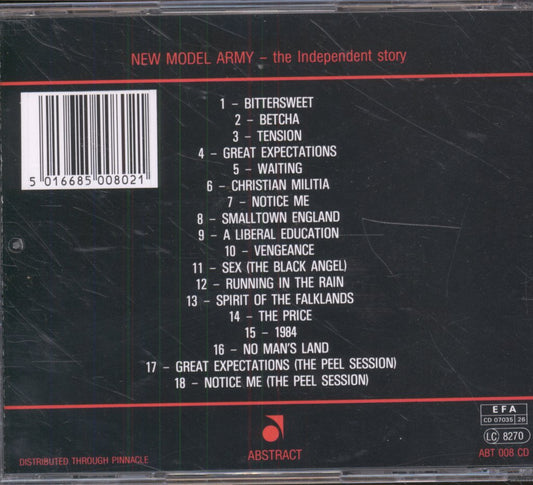 NEW MODEL ARMY – the Independent story
5 016685 008021
1 – BITTERSWEET
2 – BETCHA
3 – TENSION
4 – GREAT EXPECTATIONS
5 – WAITING
6 – CHRISTIAN MILITIA
7 – NOTICE ME
8 – SMALLTOWN ENGLAND
9 – A LIBERAL EDUCATION
10 – VENGEANCE
11 – SEX (THE BLACK ANGEL)
12 – RUNNING IN THE RAIN
13 – SPIRIT OF THE FALKLANDS
14 – THE PRICE
15 – 1984
16 – NO MAN'S LAND
17 – GREAT EXPECTATIONS (THE PEEL SESSION)
18 – NOTICE ME (THE PEEL SESSION)
ABSTRACT
DISTRIBUTED THROUGH PINNACLE
EFA
CD 07035 26
LC 8270
ABT 008 CD